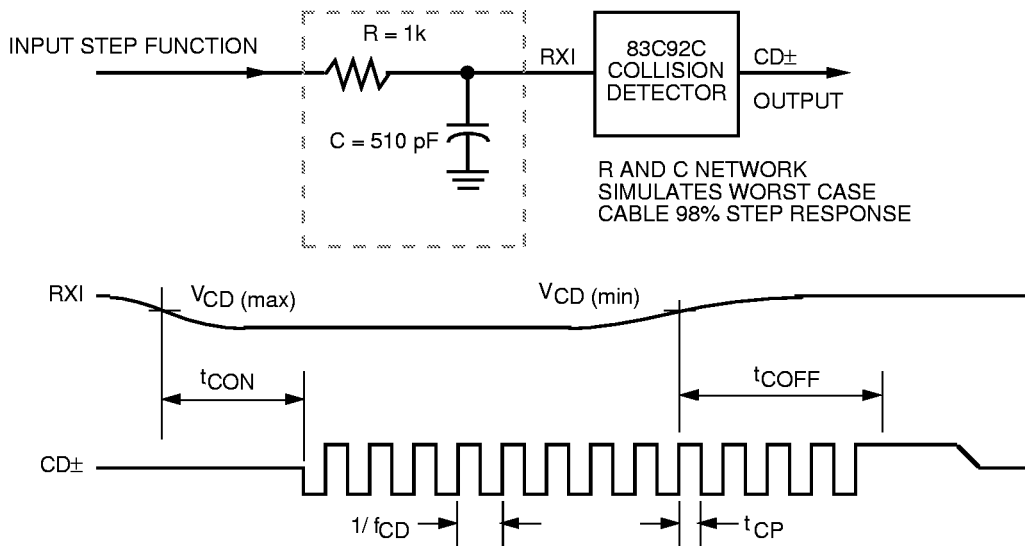 INPUT STEP FUNCTION
R = 1k
C = 510 pF
RXI
83C92C
COLLISION
DETECTOR
CD±
OUTPUT
R AND C NETWORK
SIMULATES WORST CASE
CABLE 98% STEP RESPONSE
RXI
VCD (max)
VCD (min)
tCON
tCOFF
CD±
1/ fCD
tCP